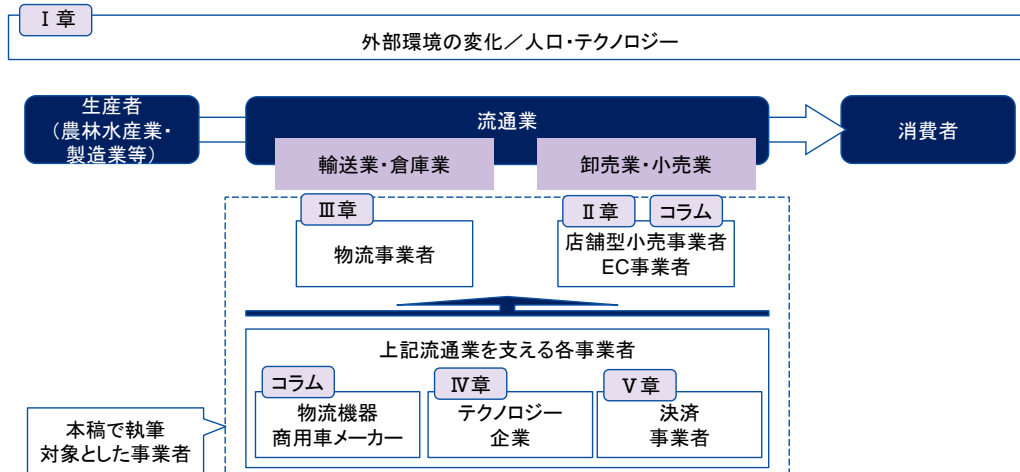 Ⅰ章
外部環境の変化／人口・テクノロジー
生産者
（農林水産業・
製造業等）
流通業
消費者
輸送業・倉庫業
卸売業・小売業
Ⅲ章
物流事業者
Ⅱ章
コラム
店舗型小売事業者
EC事業者
上記流通業を支える各事業者
コラム
物流機器
商用車メーカー
Ⅳ章
テクノロジー
企業
Ⅴ章
決済
事業者
本稿で執筆
対象とした事業者